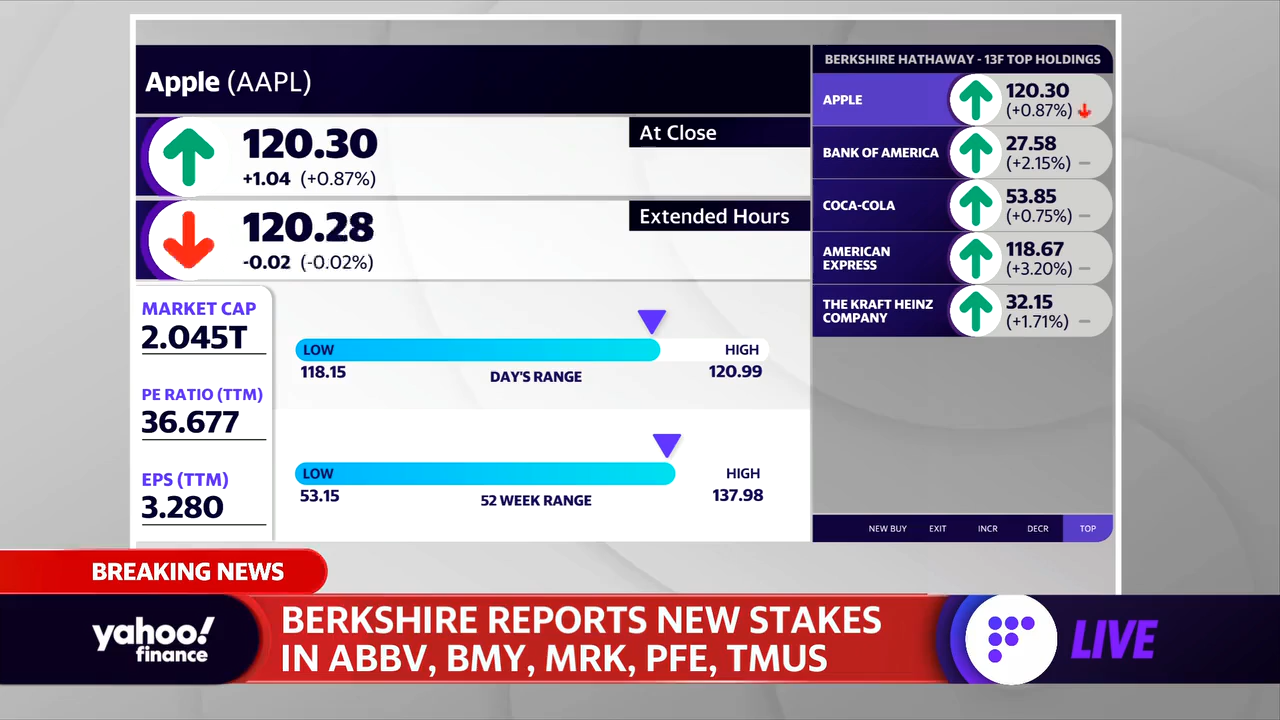 Apple (AAPL)
120.30
At Close
+1.04 (+0.87%)
120.28
Extended Hours
-0.02 (-0.02%)
MARKET CAP
2.045T
PE RATIO (TTM)
36.677
EPS (TTM)
3.280
LOW
HIGH
118.15
DAY'S RANGE
120.99
LOW
HIGH
53.15
52 WEEK RANGE
137.98
BERKSHIRE HATHAWAY - 13F TOP HOLDINGS
APPLE
120.30
(+0.87%)
BANK OF AMERICA
27.58
(+2.15%)
COCA-COLA
53.85
(+0.75%)
AMERICAN
EXPRESS
118.67
(+3.20%)
THE KRAFT HEINZ
COMPANY
32.15
(+1.71%)
NEW BUY EXIT INCR DECR TOP
BREAKING NEWS
yahoo!
finance
BERKSHIRE REPORTS NEW STAKES
IN ABBV, BMY, MRK, PFE, TMUS
LIVE